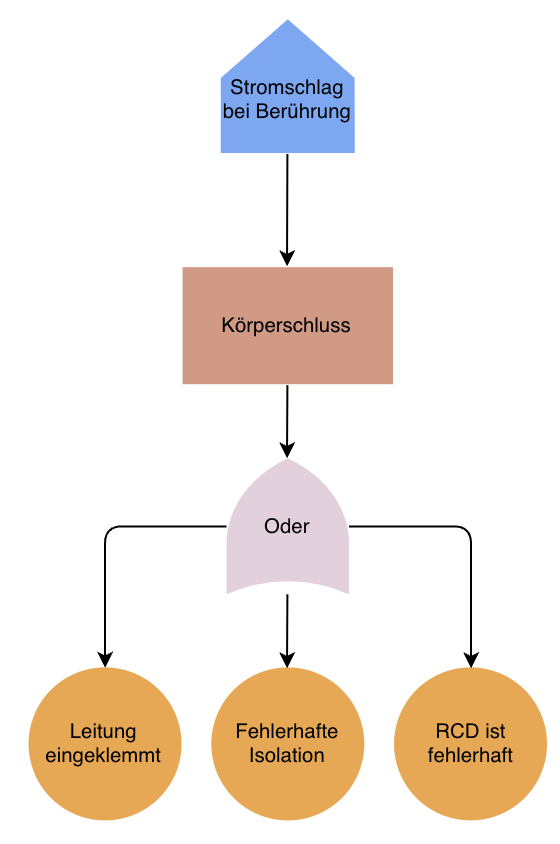 Stromschlag
bei Berührung
Körperschluss
Oder
Leitung
eingeklemmt
Fehlerhafte
Isolation
RCD ist
fehlerhaft